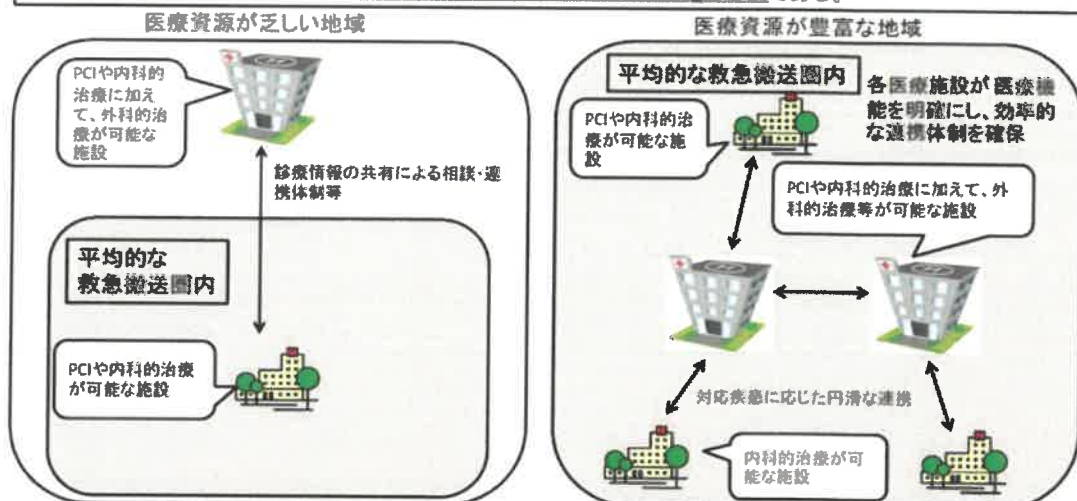 医療資源が乏しい地域
PCIや内科的
治療に加え
て、外科的治
療が可能な
施設
診療情報の共有による相談・連
携体制等
平均的な
救急搬送圏内
PCIや内科的治療
が可能な施設
医療資源が豊富な地域
平均的な救急搬送圏内
各医療施設が医療機
能を明確にし、効率的
な連携体制を確保
PCIや内科的治
療が可能な施
設
PCIや内科的治療に加えて、外
科的治療等が可能な施設
対応疾患に応じた円滑な連携
内科的治療が可
能な施設